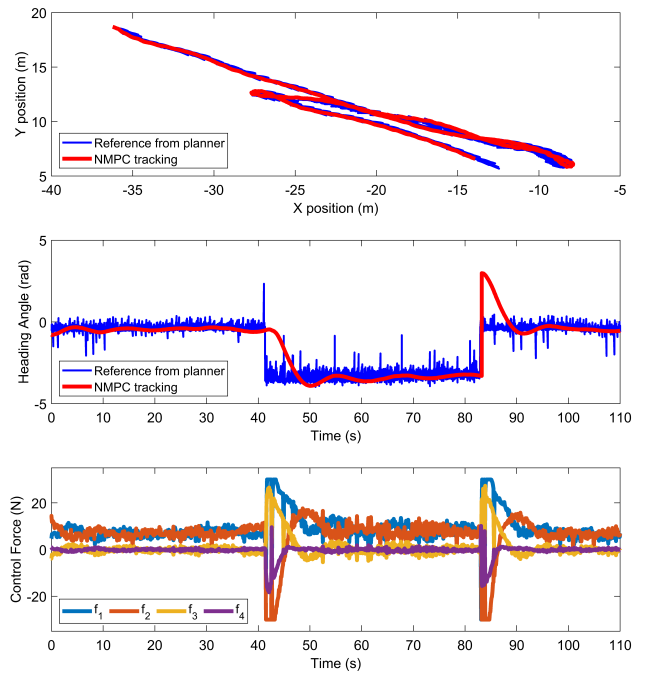 20
15
10
5
Y position (m)
Reference from planner
NMPC tracking
-40 -35 -30 -25 -20 -15 -10 -5
X position (m)
5
0
-5
Heading Angle (rad)
Reference from planner
NMPC tracking
0 10 20 30 40 50 60 70 80 90 100 110
Time (s)
20
0
-20
Control Force (N)
f1 f2 f3 f4
0 10 20 30 40 50 60 70 80 90 100 110
Time (s)